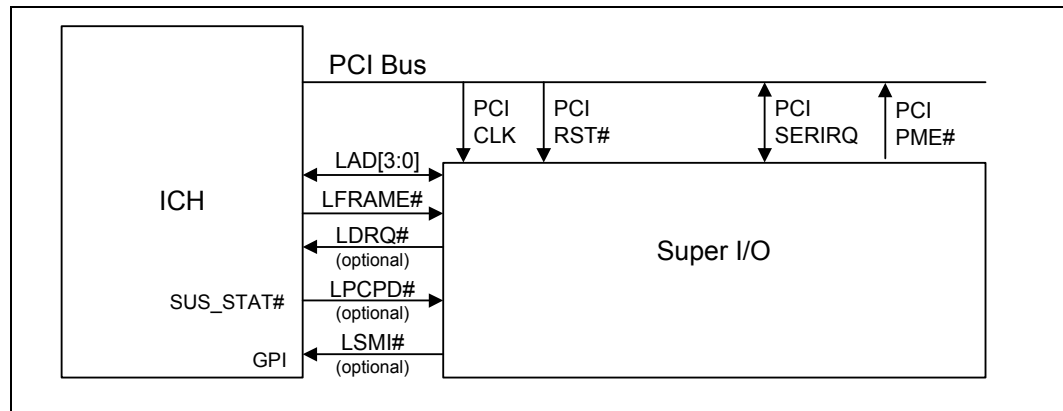 PCI Bus
PCI
CLK
PCI
RST#
PCI
SERIRQ
PCI
PME#
ICH
LAD[3:0]
LFRAME#
LDRQ#
(optional)
SUS_STAT#
LPCPD#
(optional)
GPI
LSMI#
(optional)
Super I/O